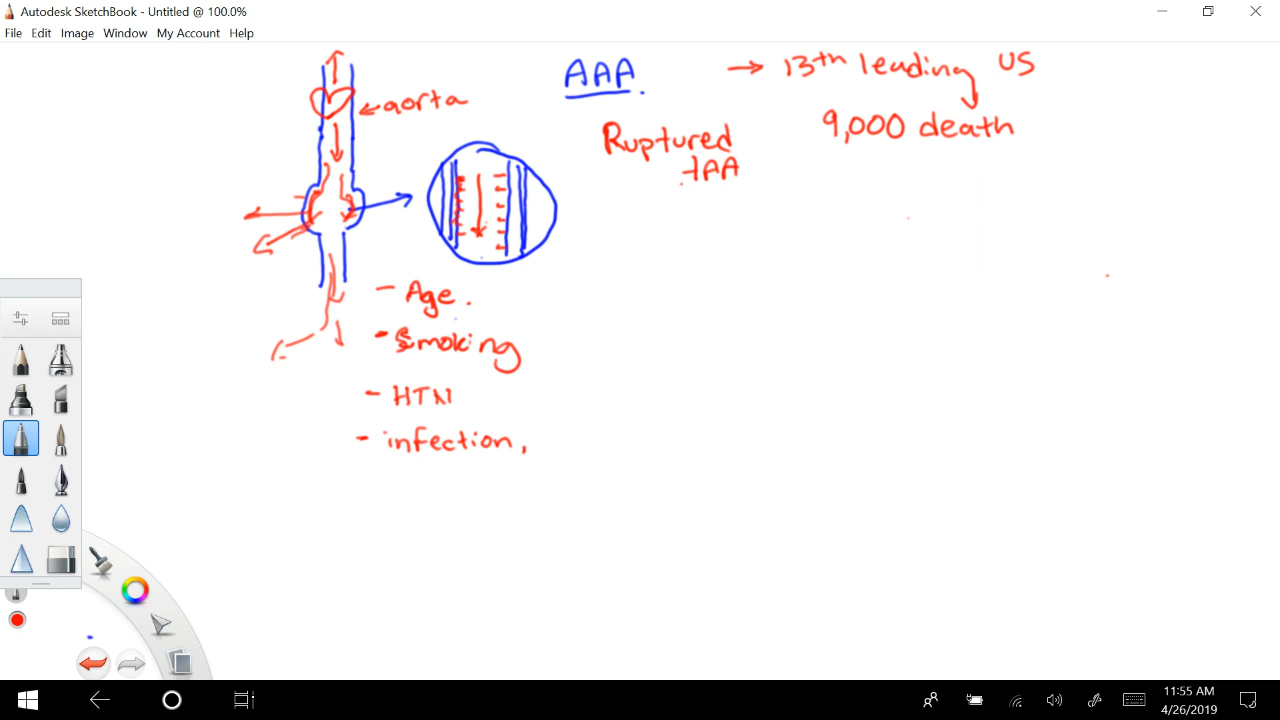 Autodesk SketchBook - Untitled @ 100.0%
File Edit Image Window My Account Help
AAA.
→ 13th leading US
9,000 death
←aorta
Ruptured
AA
- Age.
- Smoking
- HTN
- infection,
11:55 AM
4/26/2019